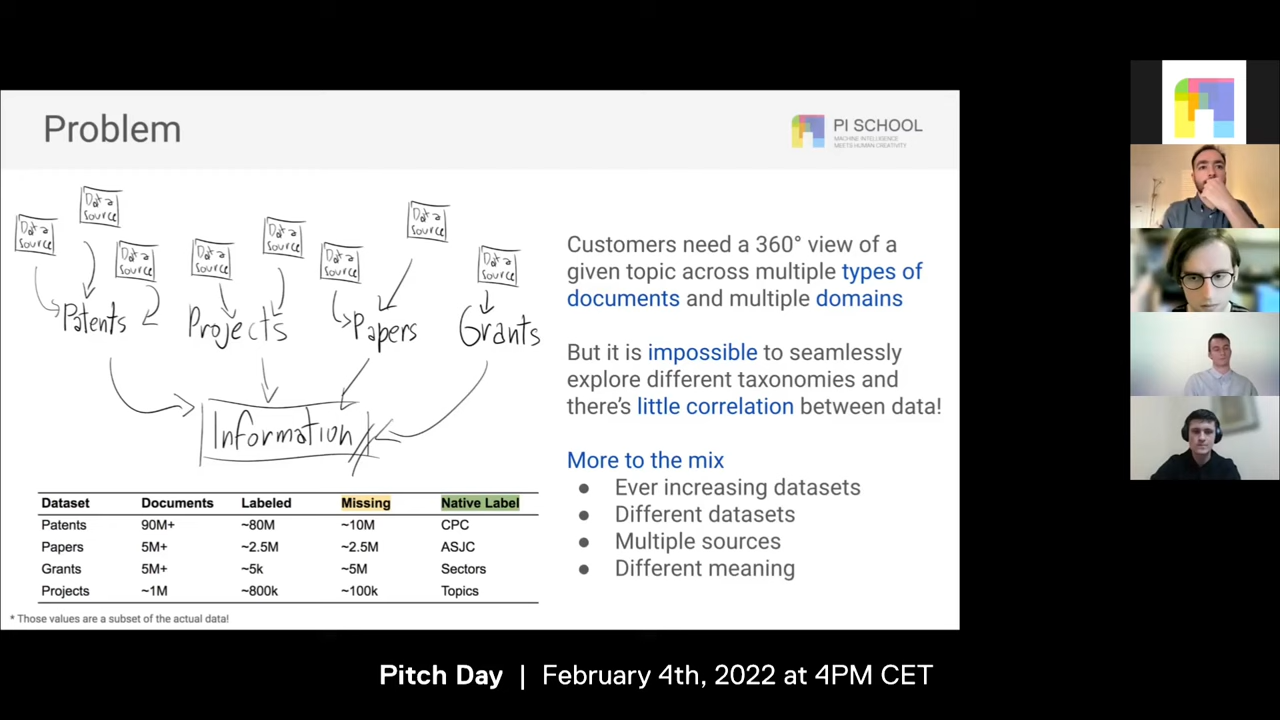 Problem
PI SCHOOL
MACHINE INTELLIGENCE
MEETS HUMAN CREATIVITY
Data
source
Data
source
Data
source
Data
source
Data
source
Data
source
Data
source
Data
source
Patents
Projects
Papers
Grants
Information
Customers need a 360° view of a
given topic across multiple types of
documents and multiple domains
But it is impossible to seamlessly
explore different taxonomies and
there's little correlation between data!
More to the mix
● Ever increasing datasets
● Different datasets
● Multiple sources
● Different meaning
Dataset Documents Labeled Missing Native Label
Patents 90M+ ~80M ~10M CPC
Papers 5M+ ~2.5M ~2.5M ASJC
Grants 5M+ ~5k ~5M Sectors
Projects ~1M ~800k ~100k Topics
* Those values are a subset of the actual data!
Pitch Day | February 4th, 2022 at 4PM CET